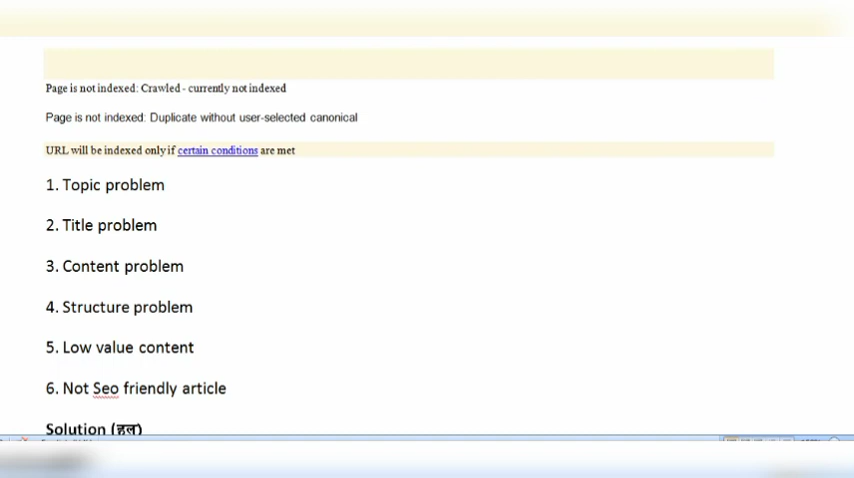 Page is not indexed: Crawled - currently not indexed
Page is not indexed: Duplicate without user-selected canonical
URL will be indexed only if certain conditions are met
1. Topic problem
2. Title problem
3. Content problem
4. Structure problem
5. Low value content
6. Not Seo friendly article
Solution (हल)